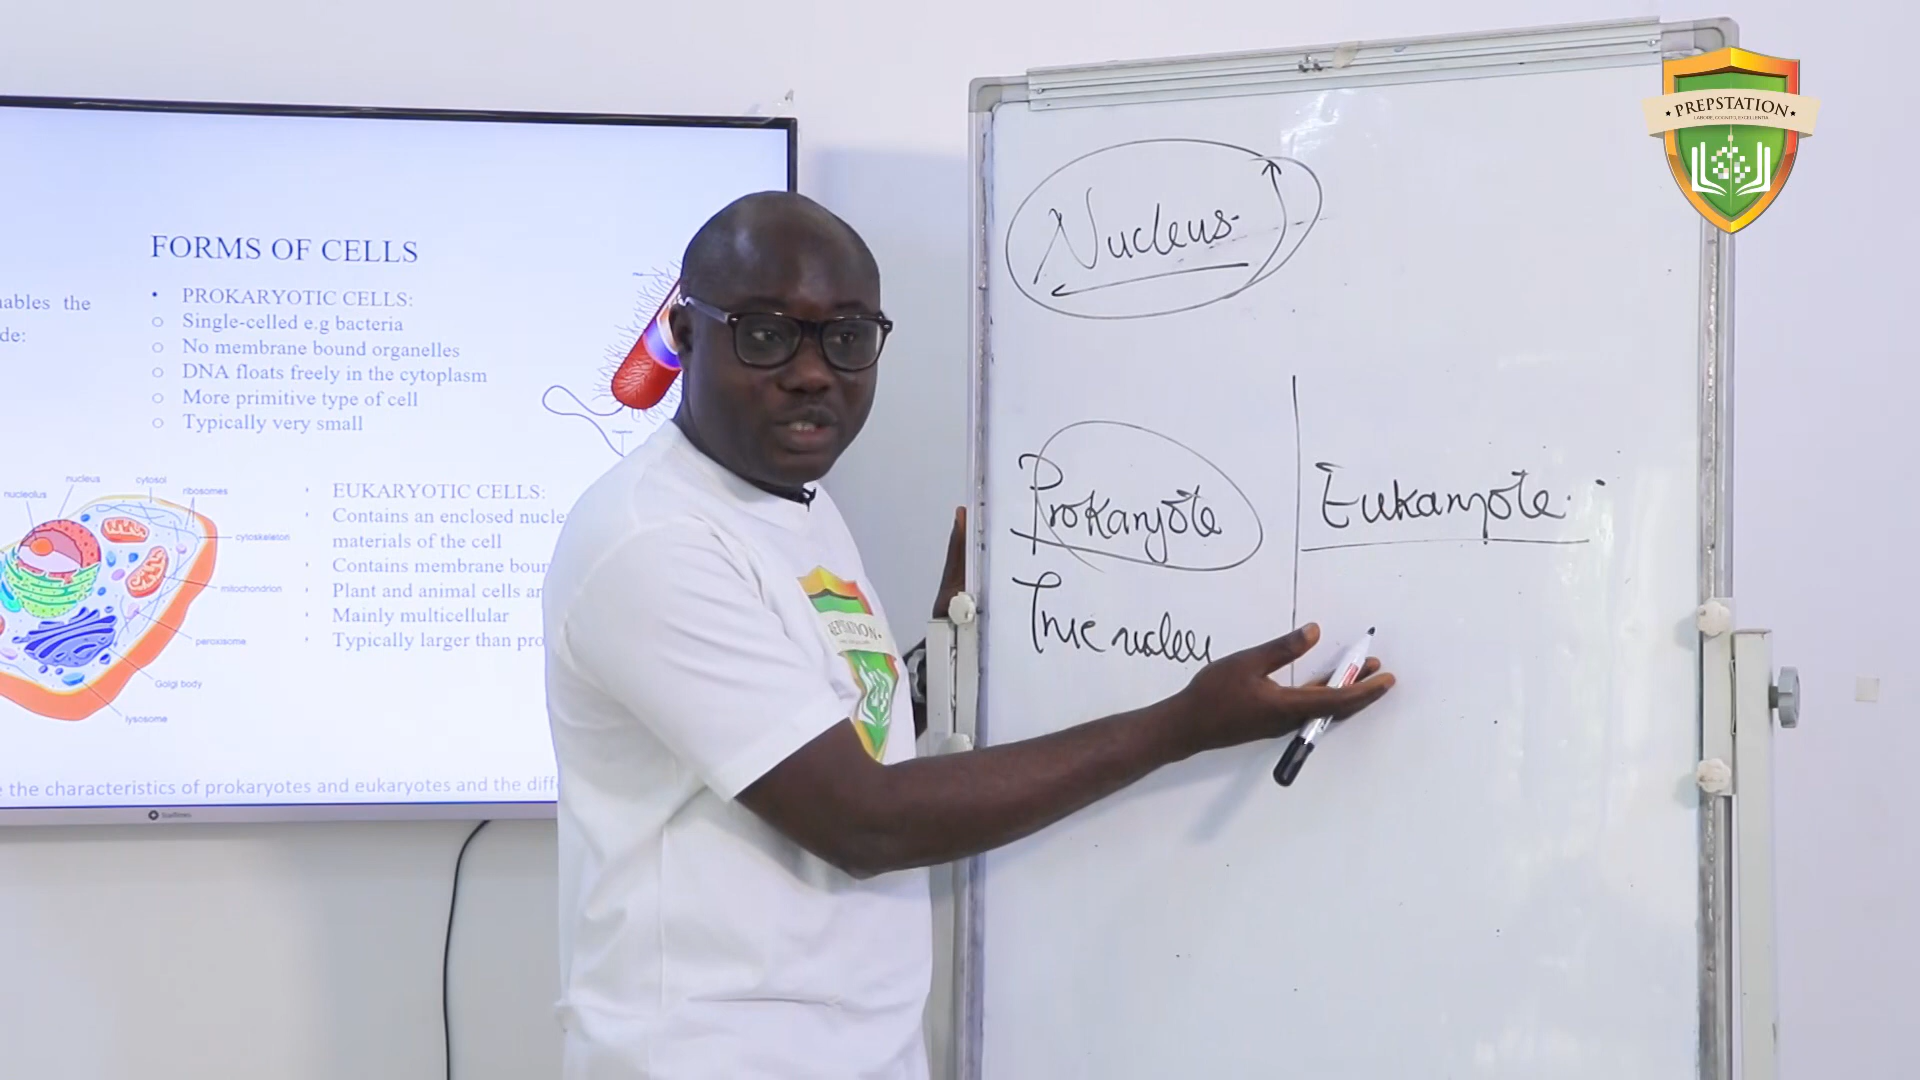 FORMS OF CELLS
nables the
de:
• PROKARYOTIC CELLS:
o Single-celled e.g bacteria
o No membrane bound organelles
o DNA floats freely in the cytoplasm
o More primitive type of cell
o Typically very small
nucleolus
nucleus
cytosol
ribosomes
cytoskeleton
mitochondrion
peroxisome
Golgi body
lysosome
EUKARYOTIC CELLS:
Contains an enclosed nucle
materials of the cell
Contains membrane boun
Plant and animal cells ar
Mainly multicellular
Typically larger than pro
e the characteristics of prokaryotes and eukaryotes and the diffe
PREPSTATION
Nucleus
Prokaryote
Eukaryote
True
PREPSTATION